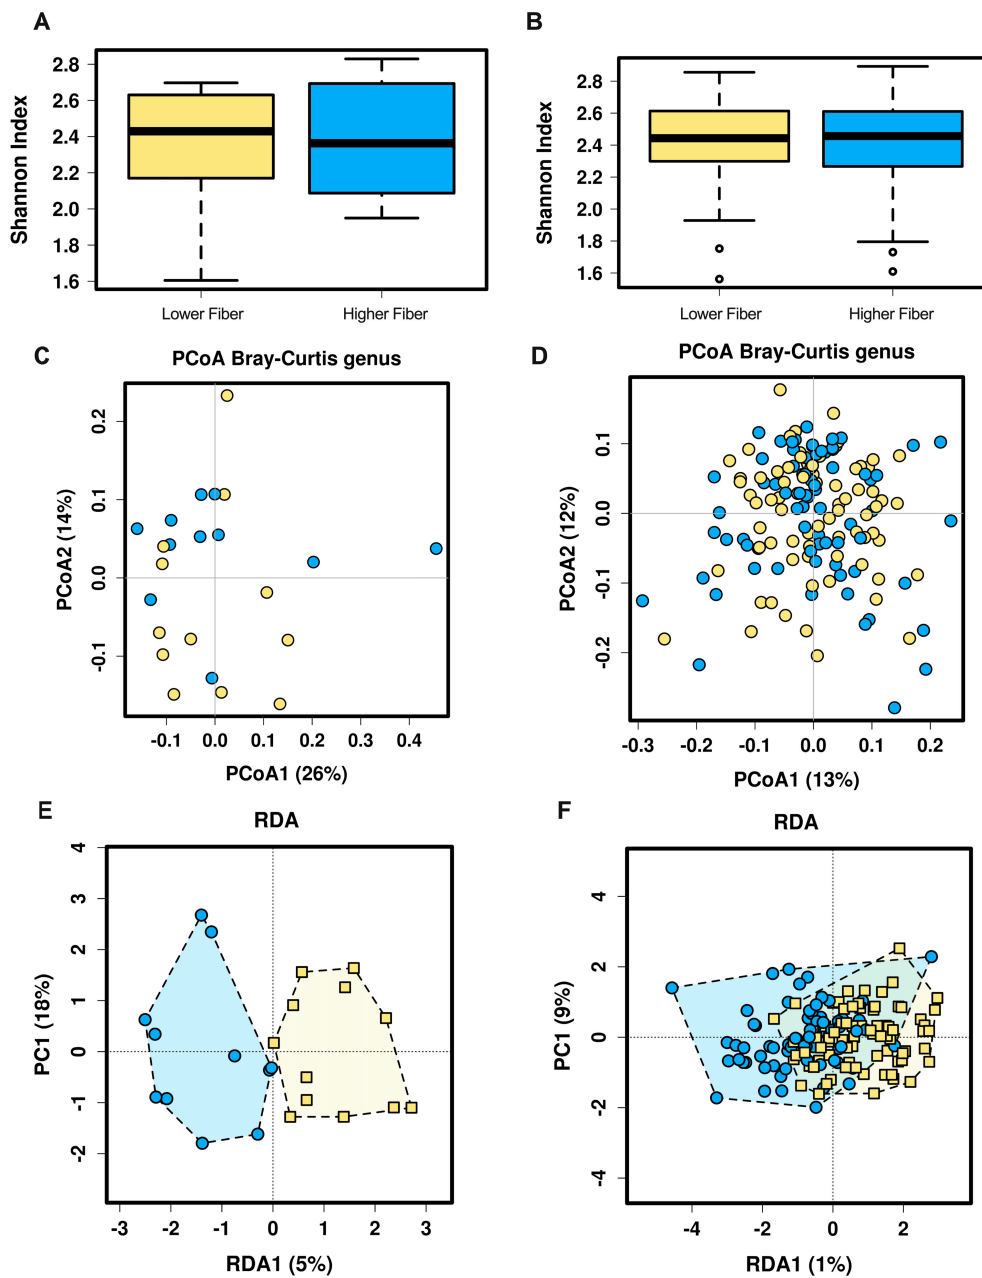 A
Shannon Index
2.8
2.6
2.4
2.2
2.0
1.8
1.6
Lower Fiber
Higher Fiber
B
Shannon Index
2.8
2.6
2.4
2.2
2.0
1.8
1.6
Lower Fiber
Higher Fiber
C
PCoA Bray-Curtis genus
PCoA2 (14%)
0.2
0.1
0.0
-0.1
-0.1 0.0 0.1 0.2 0.3 0.4
PCoA1 (26%)
D
PCoA Bray-Curtis genus
PCoA2 (12%)
0.1
0.0
-0.1
-0.2
-0.3 -0.2 -0.1 0.0 0.1 0.2
PCoA1 (13%)
E
RDA
PC1 (18%)
4
3
2
1
0
-1
-2
-3 -2 -1 0 1 2 3
RDA1 (5%)
F
RDA
PC1 (9%)
4
2
0
-2
-4
-4 -2 0 2
RDA1 (1%)